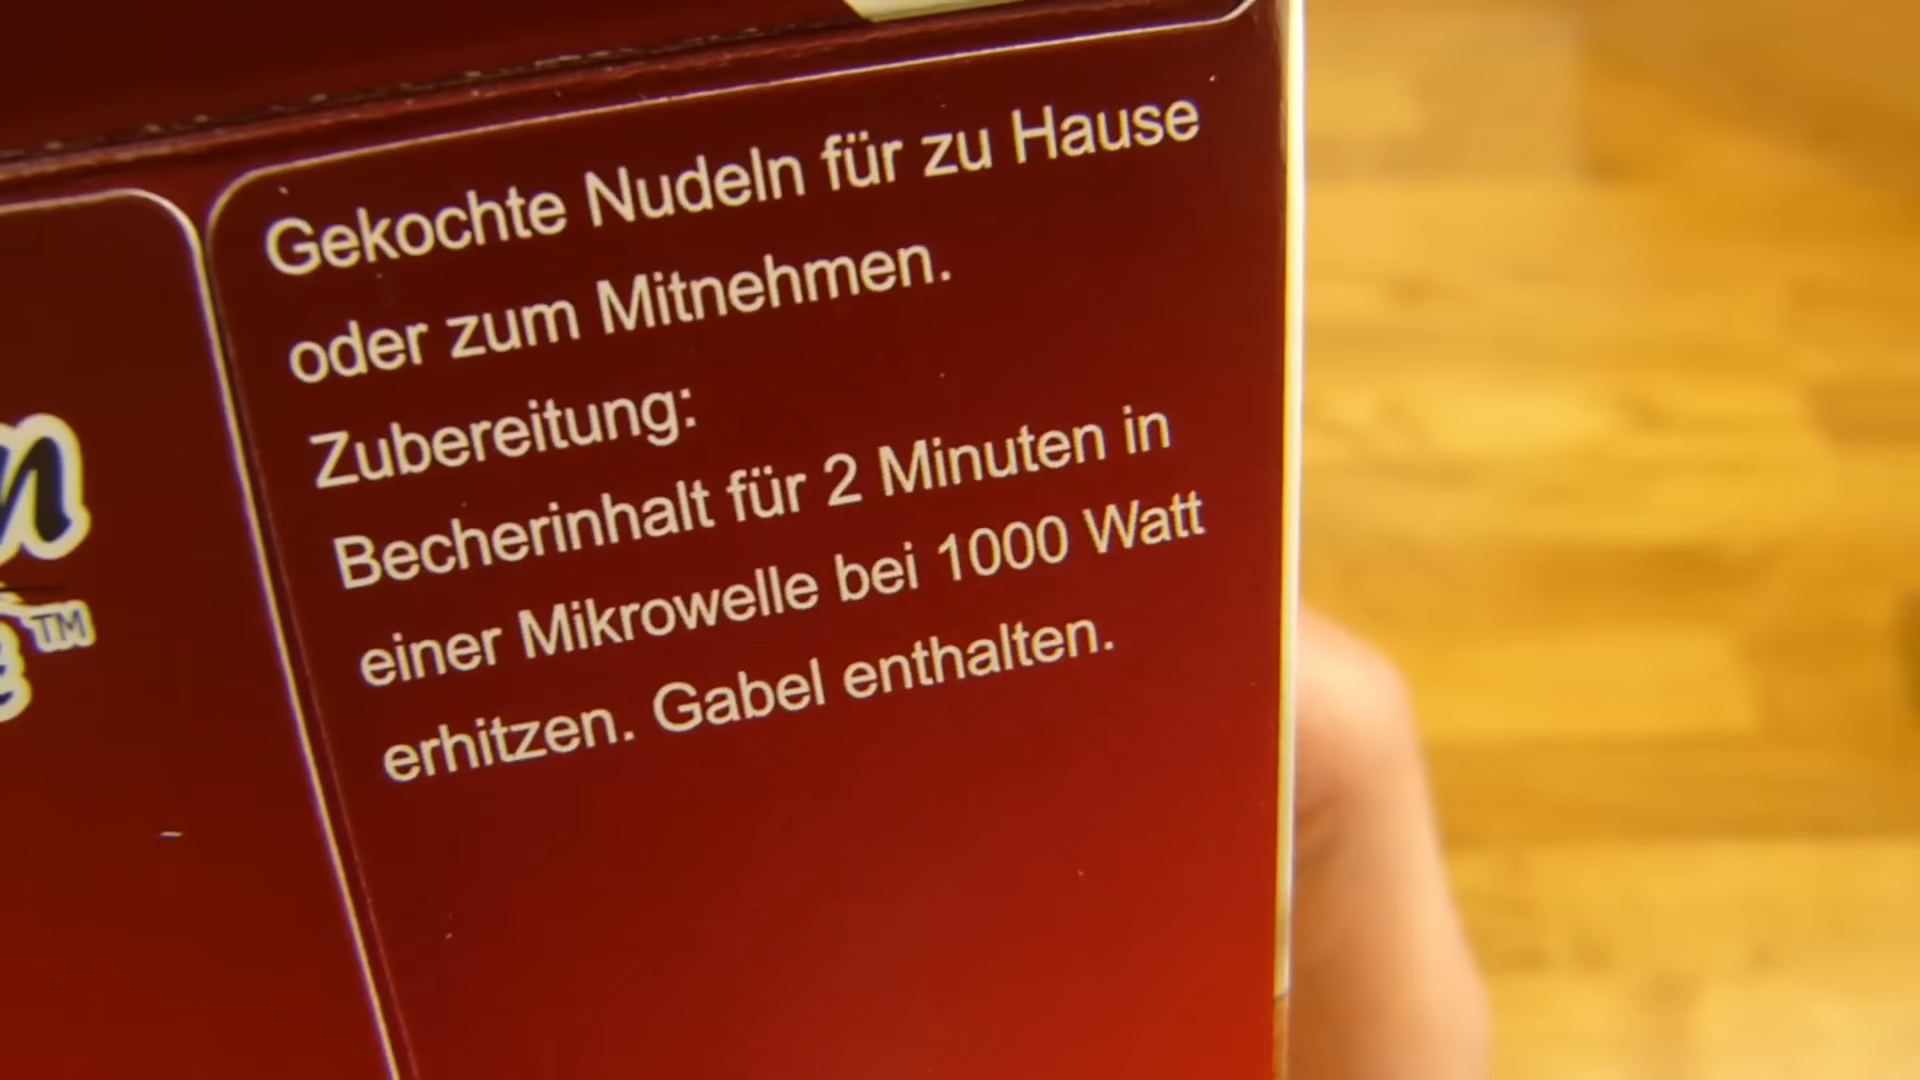 Gekochte Nudeln für zu Hause
oder zum Mitnehmen.
Zubereitung:
Becherinhalt für 2 Minuten in
einer Mikrowelle bei 1000 Watt
erhitzen. Gabel enthalten.
TM